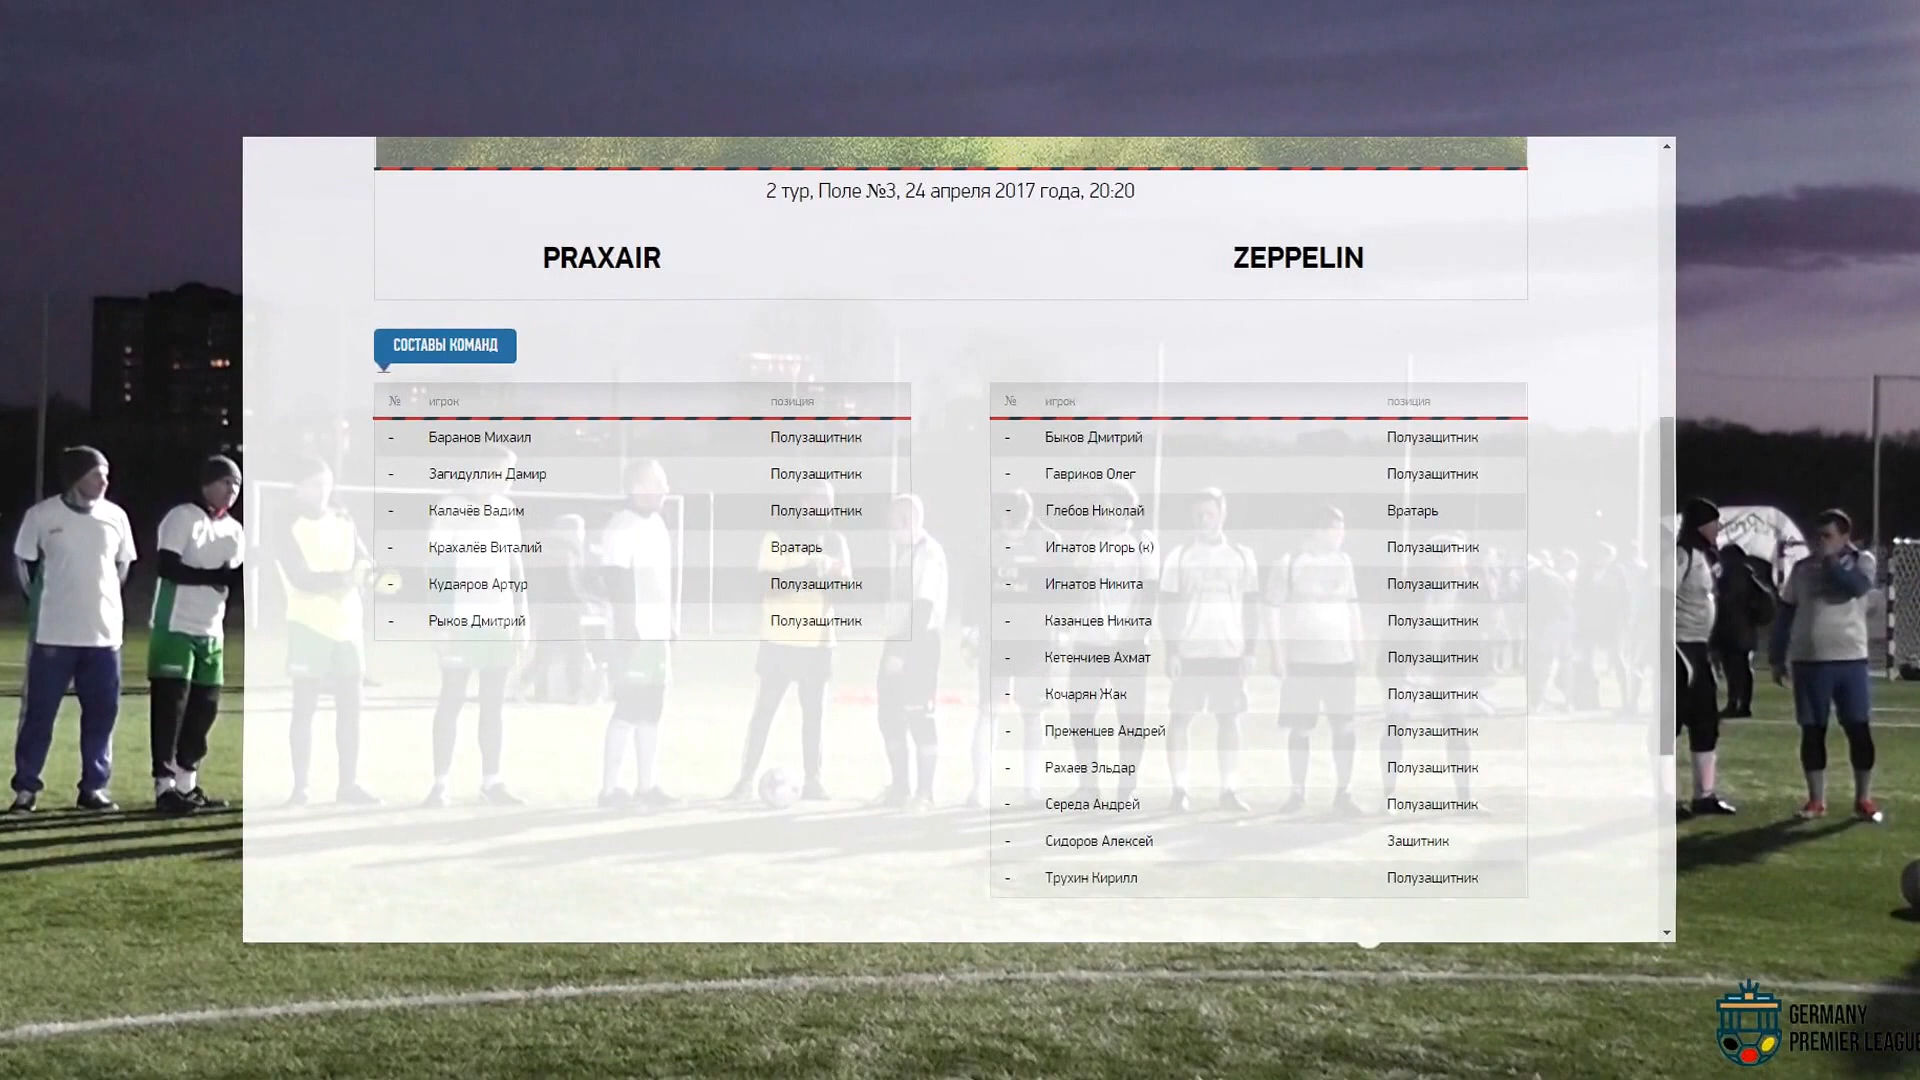 2 тур, Поле №3, 24 апреля 2017 года, 20:20
PRAXAIR
ZEPPELIN
СОСТАВЫ КОМАНД
№ игрок позиция
- Баранов Михаил Полузащитник
- Загидуллин Дамир Полузащитник
- Калачёв Вадим Полузащитник
- Крахалёв Виталий Вратарь
- Кудаяров Артур Полузащитник
- Рыков Дмитрий Полузащитник
№ игрок позиция
- Быков Дмитрий Полузащитник
- Гавриков Олег Полузащитник
- Глебов Николай Вратарь
- Игнатов Игорь (к) Полузащитник
- Игнатов Никита Полузащитник
- Казанцев Никита Полузащитник
- Кетенчиев Ахмат Полузащитник
- Кочарян Жак Полузащитник
- Преженцев Андрей Полузащитник
- Рахаев Эльдар Полузащитник
- Середа Андрей Полузащитник
- Сидоров Алексей Защитник
- Трухин Кирилл Полузащитник
GERMANY
PREMIER LEAGUE